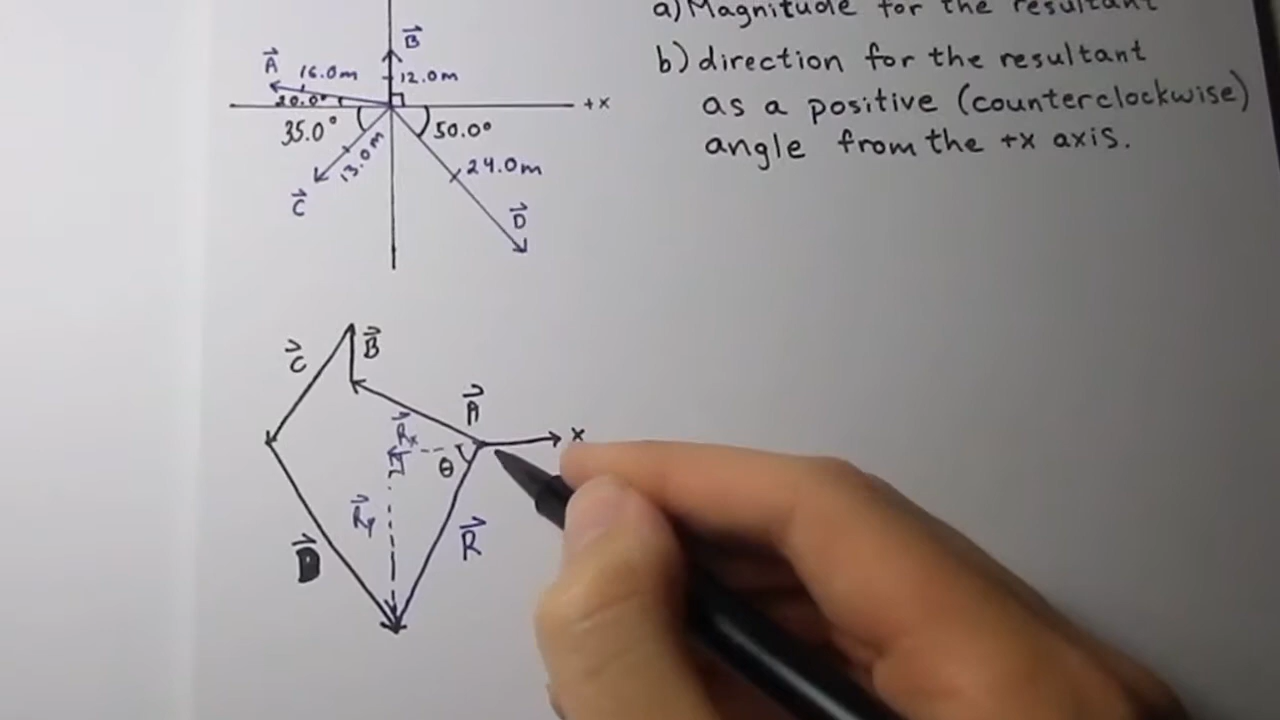 a) Magnitude for the resultant
b) direction for the resultant
as a positive (counterclockwise)
angle from the +x axis.
B
A 16.0m 12.0m
20.0° +x
35.0° 50.0°
13.0m 24.0m
C
D
C B
A
Rx x
θ
Ry
R
D